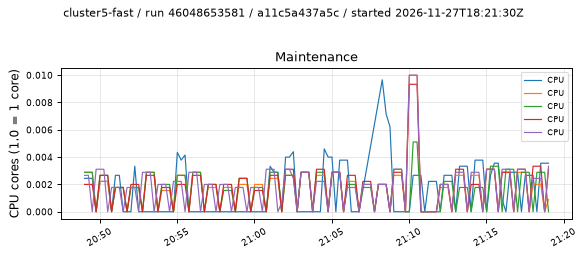 cluster5-fast / run 46048653581 / a11c5a437a5c / started 2026-11-27T18:21:30Z
Maintenance
CPU cores (1.0 = 1 core)
0.010
0.008
0.006
0.004
0.002
0.000
CPU
CPU
CPU
CPU
CPU
20:50
20:55
21:00
21:05
21:10
21:15
21:20